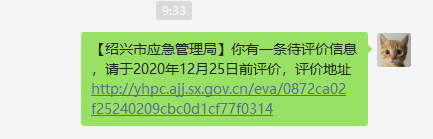 9:33
【绍兴市应急管理局】你有一条待评价信息
，请于2020年12月25日前评价，评价地址
http://yhpc.ajj.sx.gov.cn/eva/0872ca02
f25240209cbc0d1cf77f0314